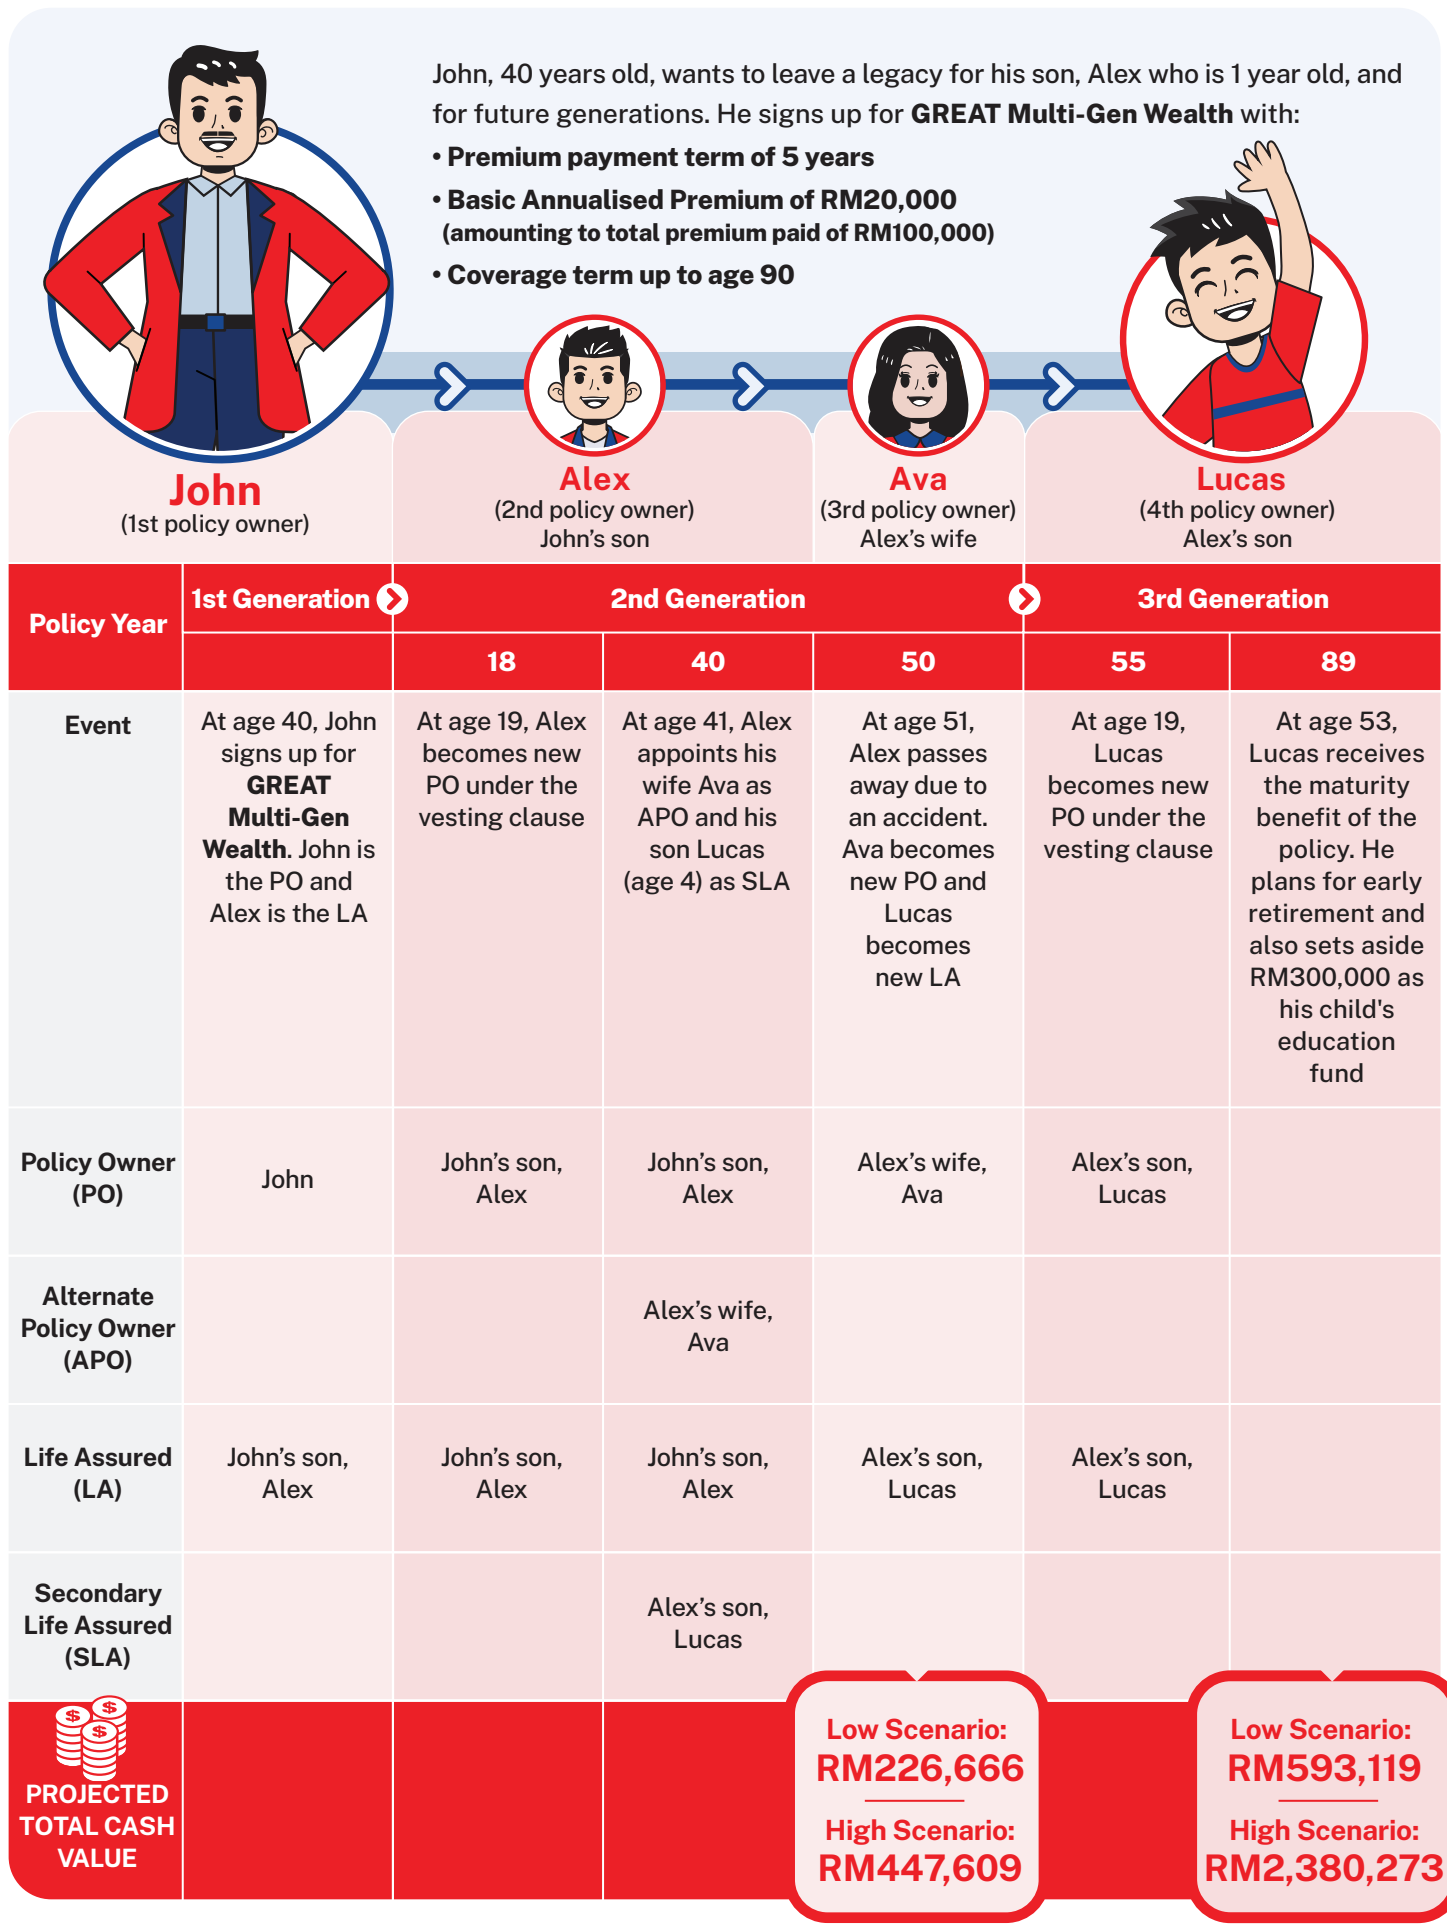 John, 40 years old, wants to leave a legacy for his son, Alex who is 1 year old, and
for future generations. He signs up for GREAT Multi-Gen Wealth with:
• Premium payment term of 5 years
• Basic Annualised Premium of RM20,000
(amounting to total premium paid of RM100,000)
• Coverage term up to age 90
John
(1st policy owner)
Alex
(2nd policy owner)
John’s son
Ava
(3rd policy owner)
Alex’s wife
Lucas
(4th policy owner)
Alex’s son
Policy Year
1st Generation
2nd Generation
3rd Generation
18
40
50
55
89
Event
At age 40, John
signs up for
GREAT
Multi-Gen
Wealth. John is
the PO and
Alex is the LA
At age 19, Alex
becomes new
PO under the
vesting clause
At age 41, Alex
appoints his
wife Ava as
APO and his
son Lucas
(age 4) as SLA
At age 51,
Alex passes
away due to
an accident.
Ava becomes
new PO and
Lucas
becomes
new LA
At age 19,
Lucas
becomes new
PO under the
vesting clause
At age 53,
Lucas receives
the maturity
benefit of the
policy. He
plans for early
retirement and
also sets aside
RM300,000 as
his child's
education
fund
Policy Owner
(PO)
John
John’s son,
Alex
John’s son,
Alex
Alex’s wife,
Ava
Alex’s son,
Lucas
Alternate
Policy Owner
(APO)
Alex’s wife,
Ava
Life Assured
(LA)
John’s son,
Alex
John’s son,
Alex
John’s son,
Alex
Alex’s son,
Lucas
Alex’s son,
Lucas
Secondary
Life Assured
(SLA)
Alex’s son,
Lucas
$
$
$
PROJECTED
TOTAL CASH
VALUE
Low Scenario:
RM226,666
High Scenario:
RM447,609
Low Scenario:
RM593,119
High Scenario:
RM2,380,273